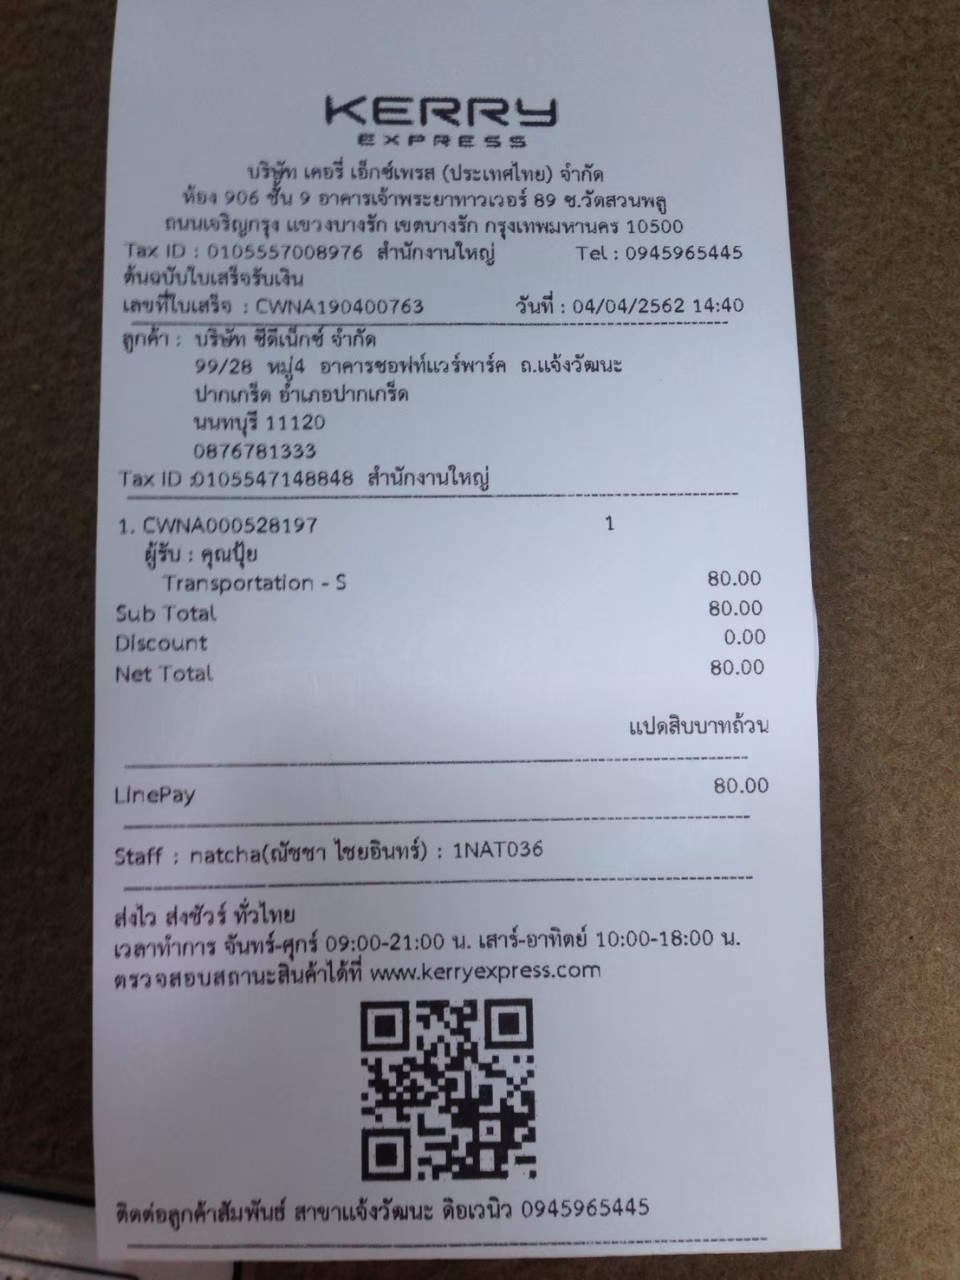 KERRY
EXPRESS
บริษัท เคอรี่ เอ็กซ์เพรส (ประเทศไทย) จำกัด
ห้อง 906 ชั้น 9 อาคารเจ้าพระยาทาวเวอร์ 89 ซ.วัดสวนพลู
ถนนเจริญกรุง แขวงบางรัก เขตบางรัก กรุงเทพมหานคร 10500
Tax ID : 0105557008976 สำนักงานใหญ่ Tel : 0945965445
ต้นฉบับใบเสร็จรับเงิน
เลขที่ใบเสร็จ : CWNA190400763 วันที่ : 04/04/2562 14:40
ลูกค้า : บริษัท ซีดีเน็กซ์ จำกัด
99/28 หมู่4 อาคารซอฟท์แวร์พาร์ค ถ.แจ้งวัฒนะ
ปากเกร็ด อำเภอปากเกร็ด
นนทบุรี 11120
0876781333
Tax ID :0105547148848 สำนักงานใหญ่
1. CWNA000528197 1
ผู้รับ : คุณปุ้ย
Transportation - S 80.00
Sub Total 80.00
Discount 0.00
Net Total 80.00
แปดสิบบาทถ้วน
LinePay 80.00
Staff : natcha(ณัชชา ไชยอินทร์) : 1NAT036
ส่งไว ส่งชัวร์ ทั่วไทย
เวลาทำการ จันทร์-ศุกร์ 09:00-21:00 น. เสาร์-อาทิตย์ 10:00-18:00 น.
ตรวจสอบสถานะสินค้าได้ที่ www.kerryexpress.com
ติดต่อลูกค้าสัมพันธ์ สาขาแจ้งวัฒนะ ดิอเวนิว 0945965445